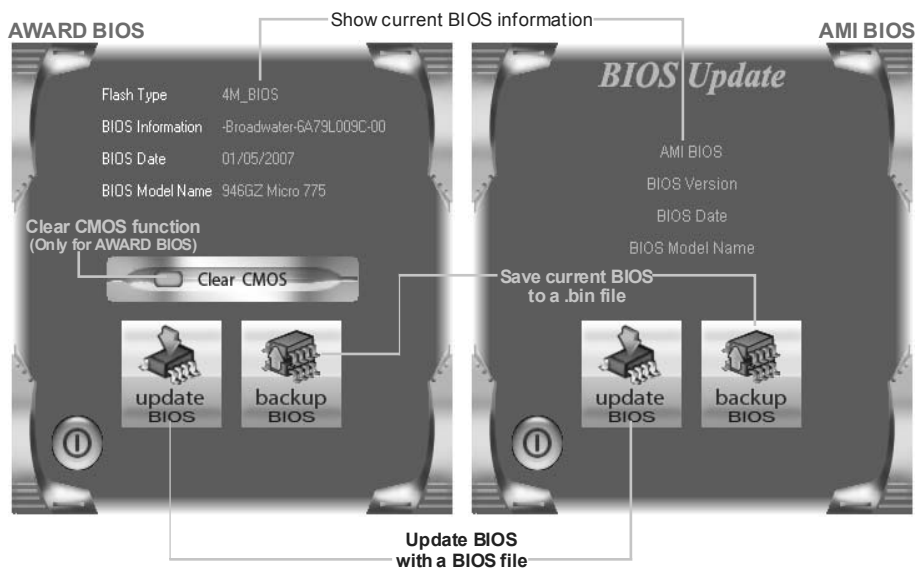 Show current BIOS information
AWARD BIOS
AMI BIOS
BIOS Update
Flash Type 4M_BIOS
BIOS Information -Broadwater-6A79L009C-00
BIOS Date 01/05/2007
BIOS Model Name 946GZ Micro 775
AMI BIOS
BIOS Version
BIOS Date
BIOS Model Name
Clear CMOS function
(Only for AWARD BIOS)
Clear CMOS
Save current BIOS
to a .bin file
update
BIOS
backup
BIOS
update
BIOS
backup
BIOS
Update BIOS
with a BIOS file